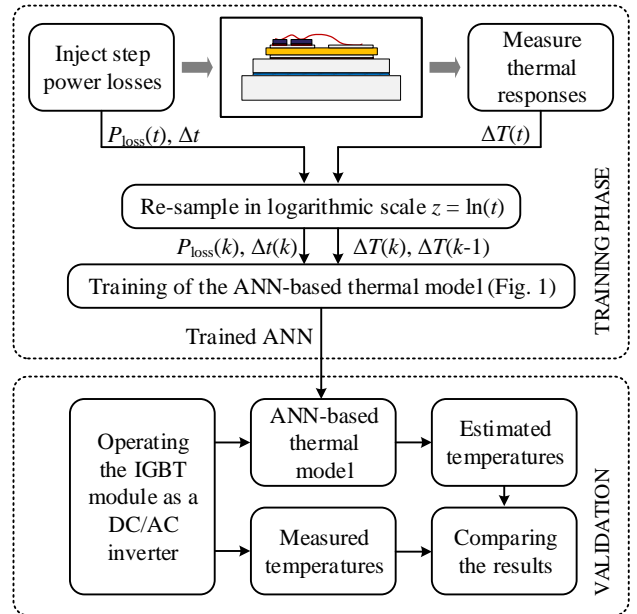 Inject step
power losses
Measure
thermal
responses
P_loss(t), Δt
ΔT(t)
Re-sample in logarithmic scale z = ln(t)
P_loss(k), Δt(k)
ΔT(k), ΔT(k-1)
Training of the ANN-based thermal model (Fig. 1)
TRAINING PHASE
Trained ANN
Operating
the IGBT
module as a
DC/AC
inverter
ANN-based
thermal
model
Estimated
temperatures
Measured
temperatures
Comparing
the results
VALIDATION